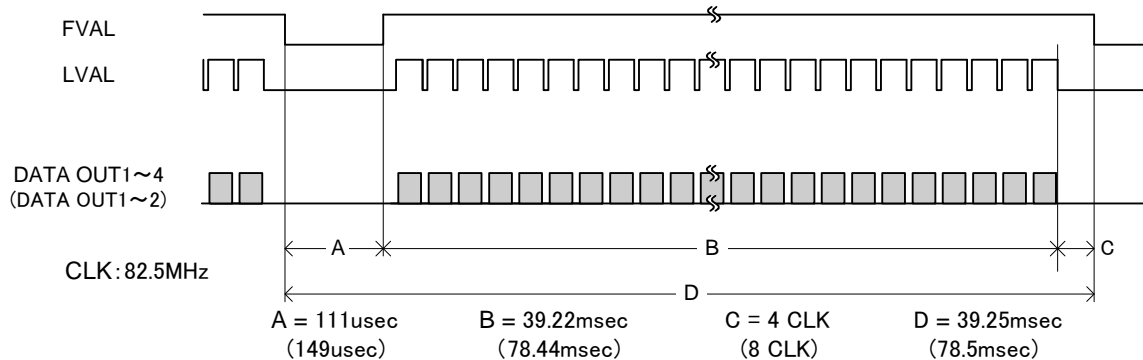 FVAL
LVAL
DATA OUT1～4
(DATA OUT1～2)
A
B
C
CLK：82.5MHz
D
A = 111usec
B = 39.22msec
C = 4 CLK
D = 39.25msec
(149usec)
(78.44msec)
(8 CLK)
(78.5msec)